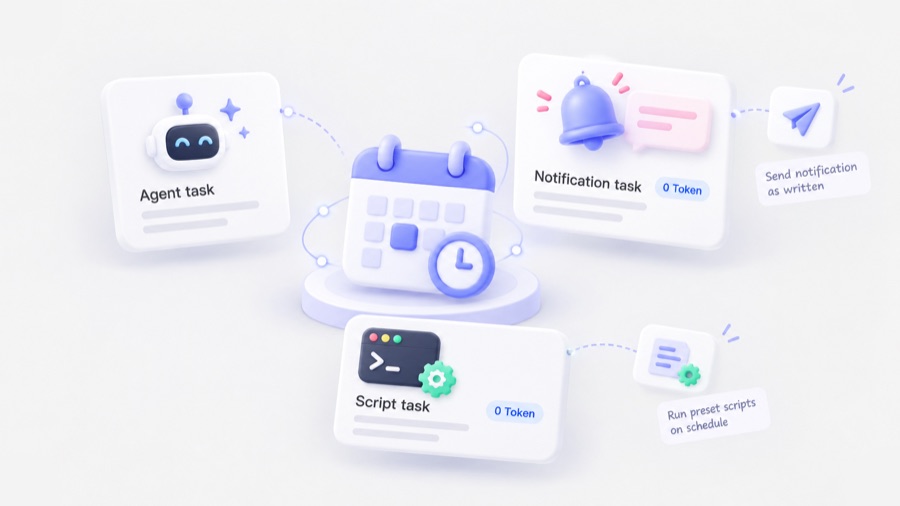 Agent task
Notification task
0 Token
Send notification
as written
>_
Script task
0 Token
Run preset scripts
on schedule